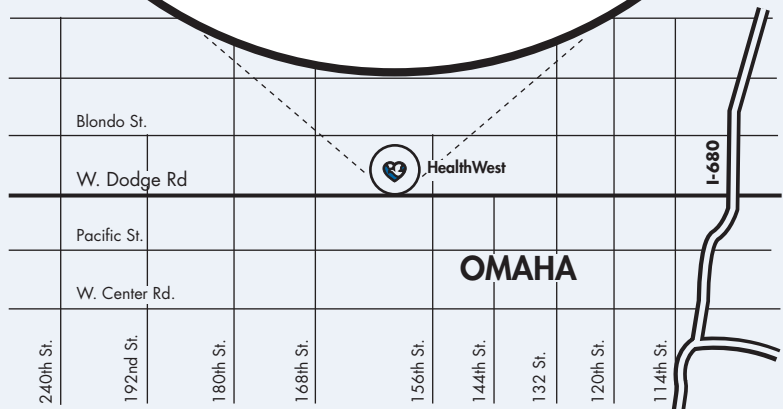 Blondo St.
HealthWest
I-680
W. Dodge Rd
Pacific St.
OMAHA
W. Center Rd.
240th St.
192nd St.
180th St.
168th St.
156th St.
144th St.
132 St.
120th St.
114th St.